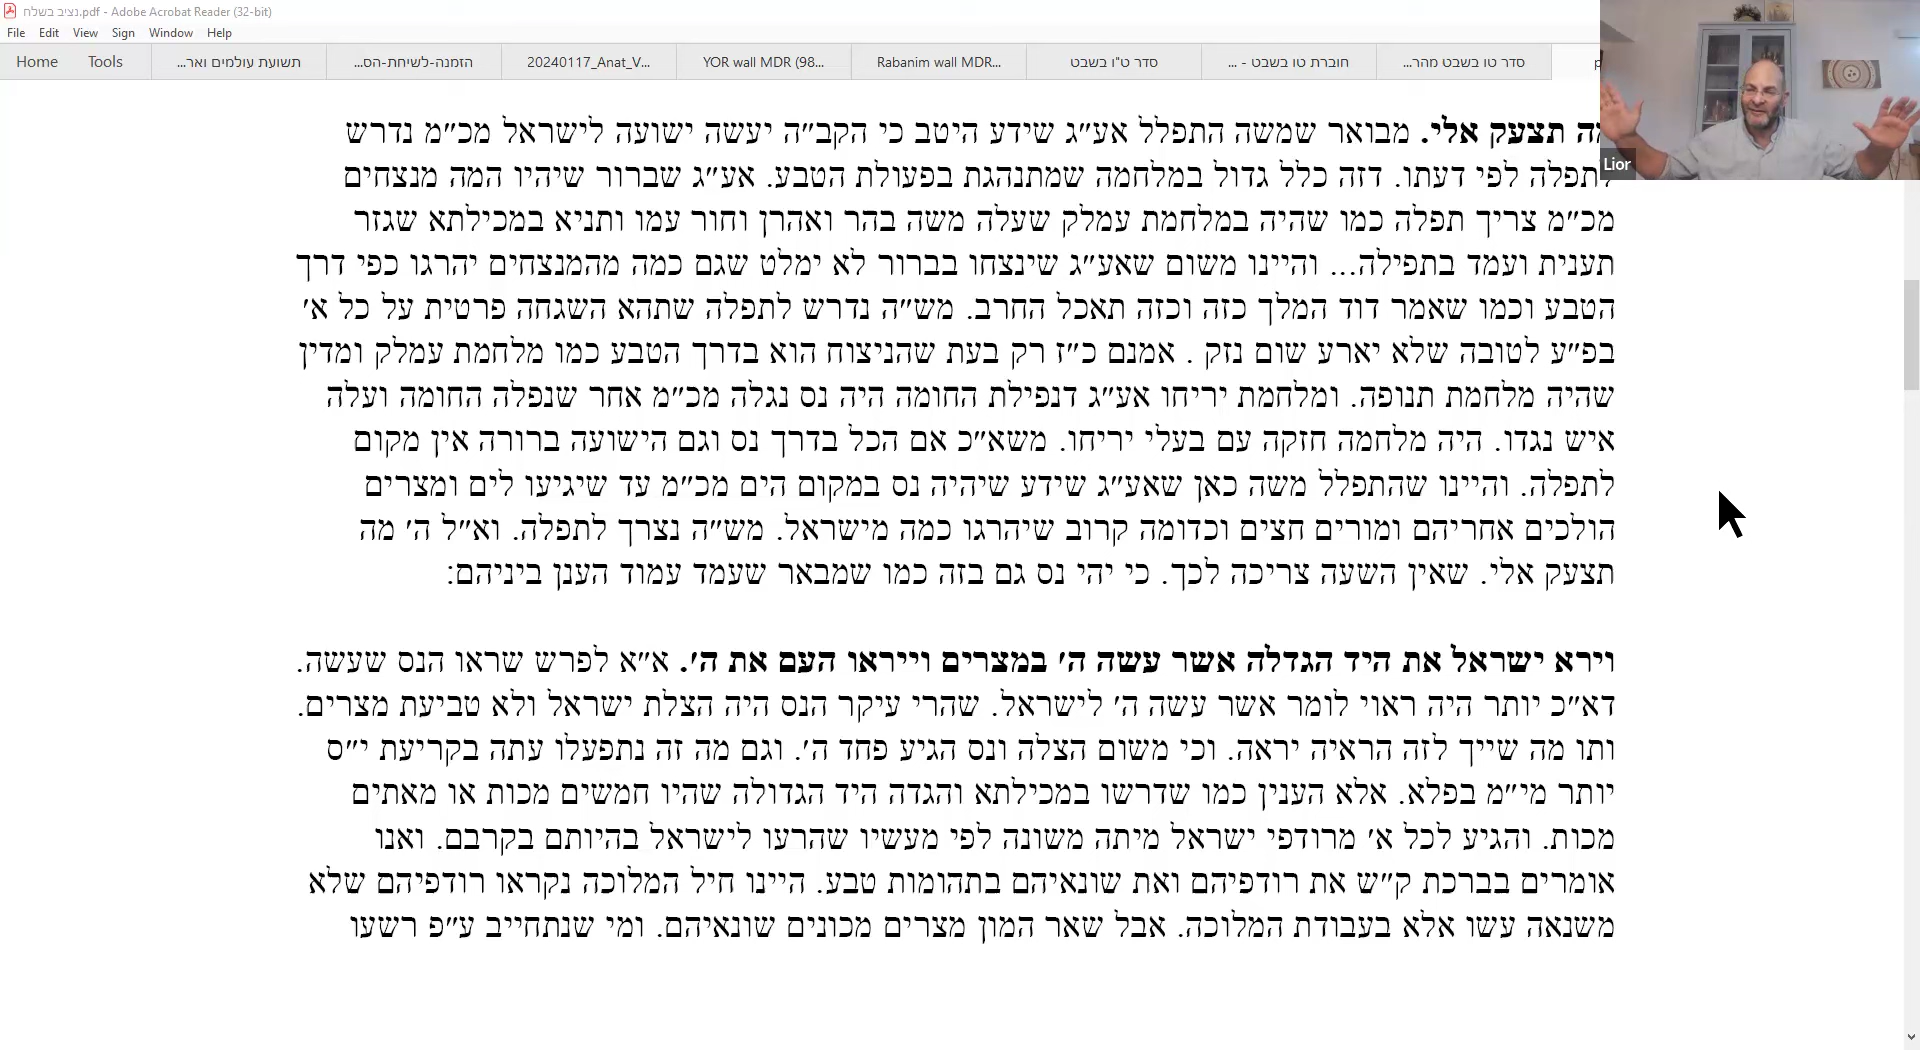 נציב בשלח.pdf - Adobe Acrobat Reader (32-bit)
File Edit View Sign Window Help
Home Tools תשועת עולמים ואר... הזמנה-לשיחת-הס... 20240117_Anat_V... YOR wall MDR (98... Rabanim wall MDR... סדר ט"ו בשבט חוברת טו בשבט - ... סדר טו בשבט מהר...
Lior
תצעק אלי. מבואר שמשה התפלל אע״ג שידע היטב כי הקב״ה יעשה ישועה לישראל מכ״מ נדרש
לתפלה לפי דעתו. דזה כלל גדול במלחמה שמתנהגת בפעולת הטבע. אע״ג שברור שיהיו המה מנצחים
מכ״מ צריך תפלה כמו שהיה במלחמת עמלק שעלה משה בהר ואהרן וחור עמו ותניא במכילתא שגזר
תענית ועמד בתפילה... והיינו משום שאע״ג שינצחו בברור לא ימלט שגם כמה מהמנצחים יהרגו כפי דרך
הטבע וכמו שאמר דוד המלך כזה וכזה תאכל החרב. מש״ה נדרש לתפלה שתהא השגחה פרטית על כל א׳
בפ״ע לטובה שלא יארע שום נזק . אמנם כ״ז רק בעת שהניצוח הוא בדרך הטבע כמו מלחמת עמלק ומדין
שהיה מלחמת תנופה. ומלחמת יריחו אע״ג דנפילת החומה היה נס נגלה מכ״מ אחר שנפלה החומה ועלה
איש נגדו. היה מלחמה חזקה עם בעלי יריחו. משא״כ אם הכל בדרך נס וגם הישועה ברורה אין מקום
לתפלה. והיינו שהתפלל משה כאן שאע״ג שידע שיהיה נס במקום הים מכ״מ עד שיגיעו לים ומצרים
הולכים אחריהם ומורים חצים וכדומה קרוב שיהרגו כמה מישראל. מש״ה נצרך לתפלה. וא״ל ה׳ מה
תצעק אלי. שאין השעה צריכה לכך. כי יהי נס גם בזה כמו שמבאר שעמד עמוד הענן ביניהם:
וירא ישראל את היד הגדלה אשר עשה ה׳ במצרים וייראו העם את ה׳. א״א לפרש שראו הנס שעשה.
דא״כ יותר היה ראוי לומר אשר עשה ה׳ לישראל. שהרי עיקר הנס היה הצלת ישראל ולא טביעת מצרים.
ותו מה שייך לזה הראיה יראה. וכי משום הצלה ונס הגיע פחד ה׳. וגם מה זה נתפעלו עתה בקריעת י״ס
יותר מי״מ בפלא. אלא הענין כמו שדרשו במכילתא והגדה היד הגדולה שהיו חמשים מכות או מאתים
מכות. והגיע לכל א׳ מרודפי ישראל מיתה משונה לפי מעשיו שהרעו לישראל בהיותם בקרבם. ואנו
אומרים בברכת ק״ש את רודפיהם ואת שונאיהם בתהומות טבע. היינו חיל המלוכה נקראו רודפיהם שלא
משנאה עשו אלא בעבודת המלוכה. אבל שאר המון מצרים מכונים שונאיהם. ומי שנתחייב ע״פ רשעו